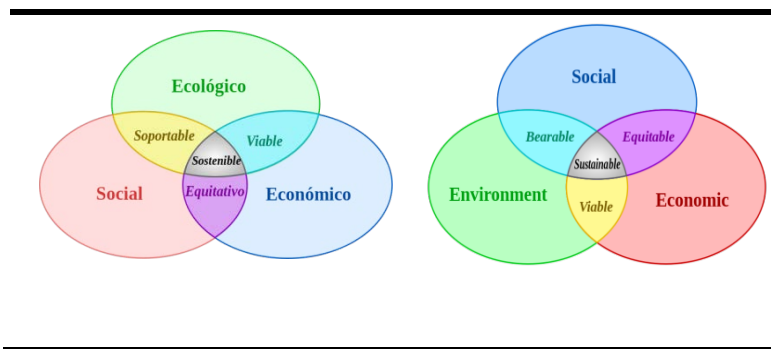 Ecológico
Soportable
Viable
Sostenible
Social
Equitativo
Económico
Social
Bearable
Equitable
Sustainable
Environment
Viable
Economic